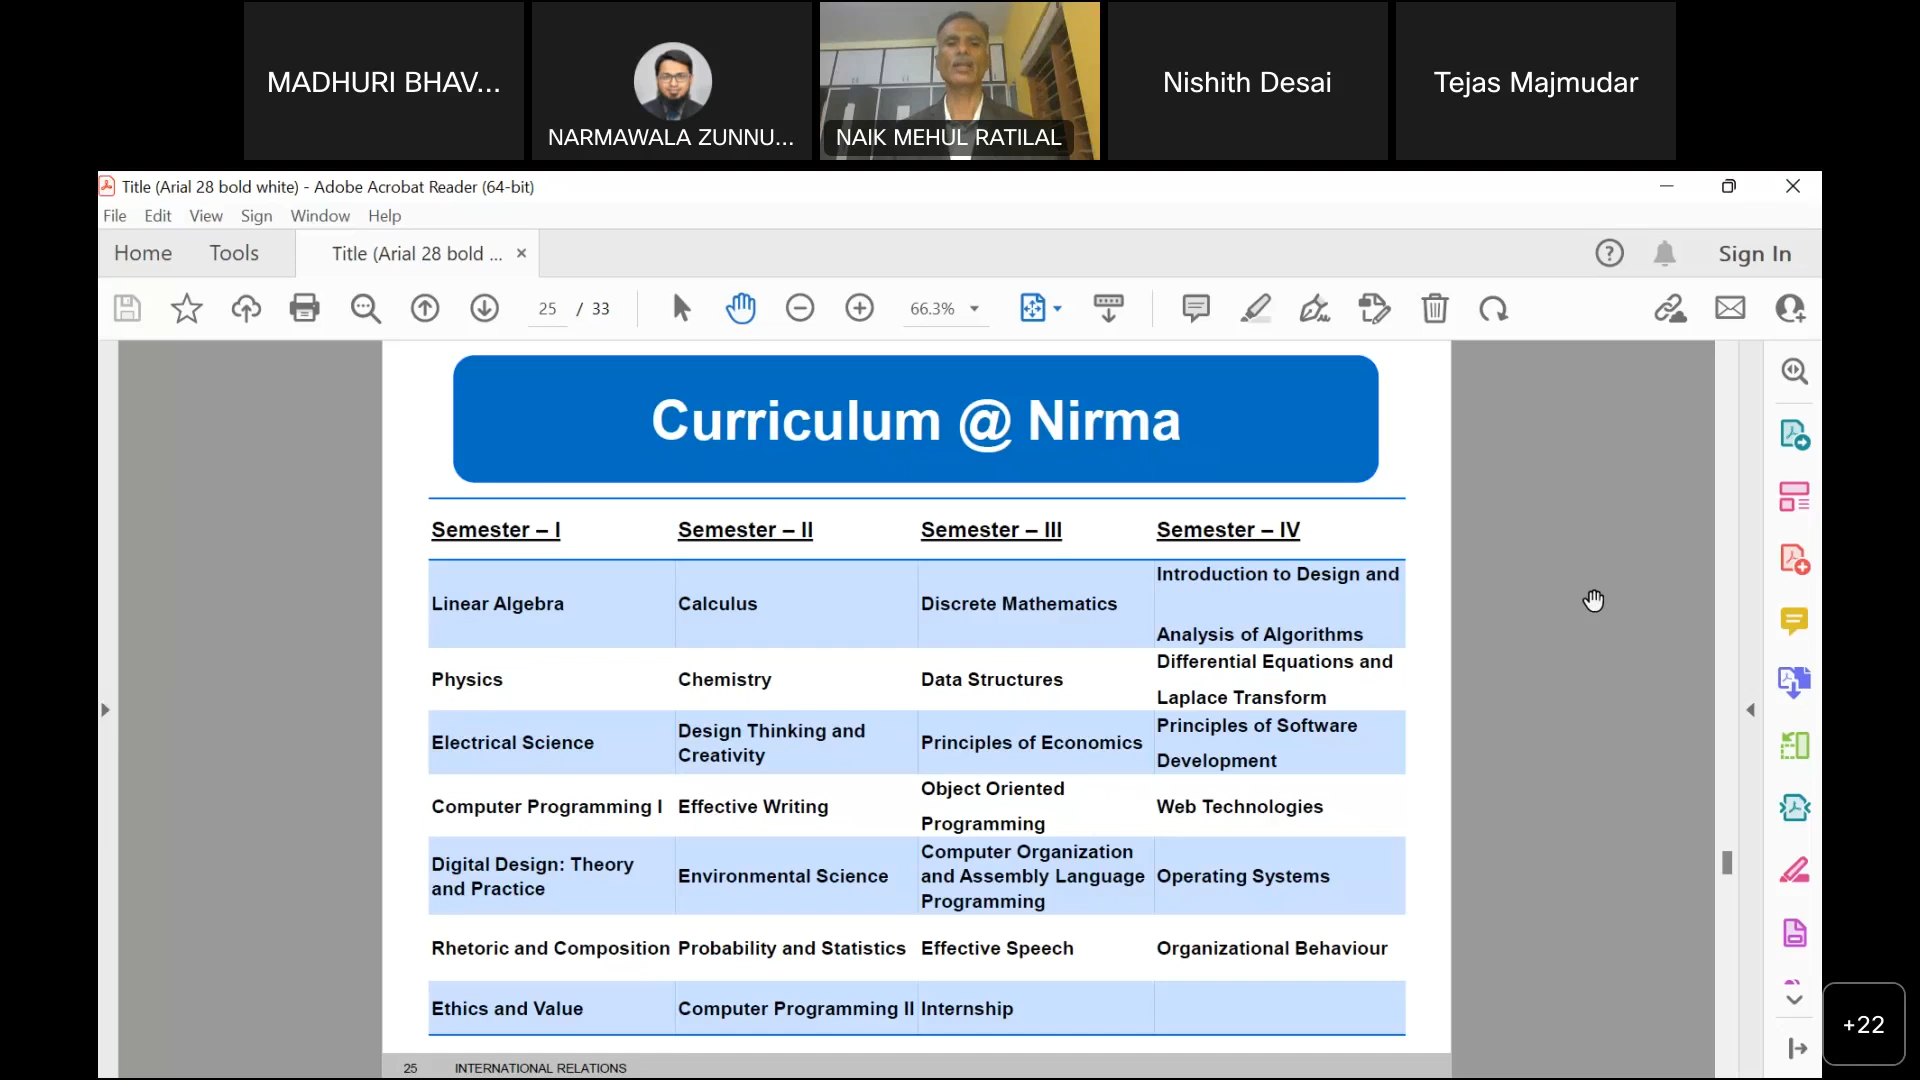 MADHURI BHAV...
NARMAWALA ZUNNU...
NAIK MEHUL RATILAL
Nishith Desai
Tejas Majmudar
Title (Arial 28 bold white) - Adobe Acrobat Reader (64-bit)
File Edit View Sign Window Help
Home Tools Title (Arial 28 bold ... Sign In
25 / 33 66.3%
Curriculum @ Nirma
Semester – I Semester – II Semester – III Semester – IV
Linear Algebra
Calculus
Discrete Mathematics
Introduction to Design and
Analysis of Algorithms
Physics
Chemistry
Data Structures
Differential Equations and
Laplace Transform
Electrical Science
Design Thinking and
Creativity
Principles of Economics
Principles of Software
Development
Computer Programming I
Effective Writing
Object Oriented
Programming
Web Technologies
Digital Design: Theory
and Practice
Environmental Science
Computer Organization
and Assembly Language
Programming
Operating Systems
Rhetoric and Composition
Probability and Statistics
Effective Speech
Organizational Behaviour
Ethics and Value
Computer Programming II
Internship
25 INTERNATIONAL RELATIONS
+22